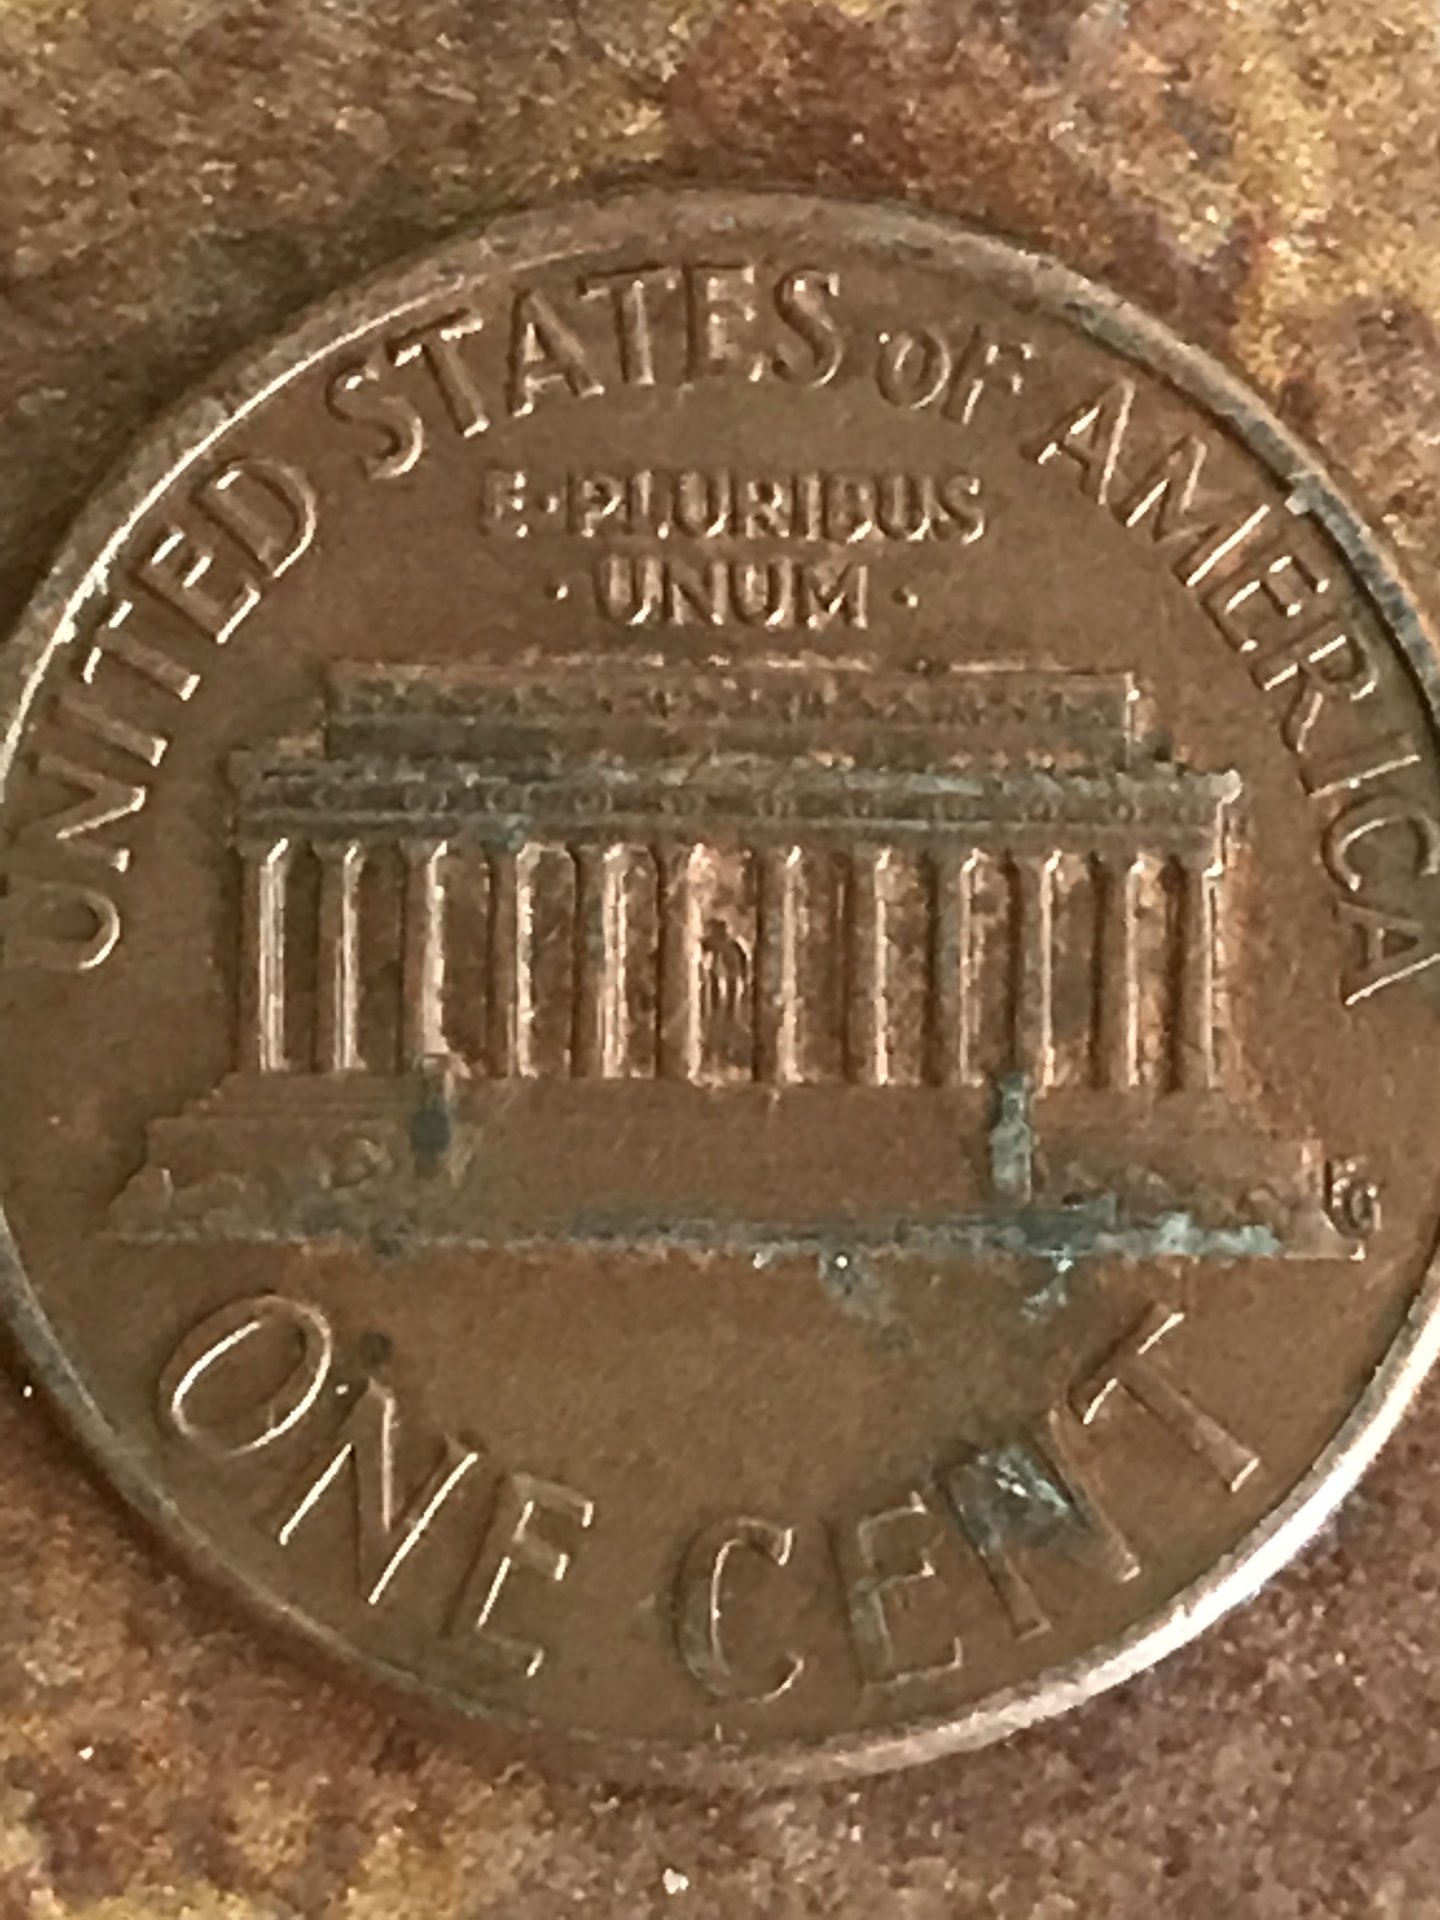 UNITED STATES OF AMERICA
E·PLURIBUS
· UNUM ·
ONE CENT